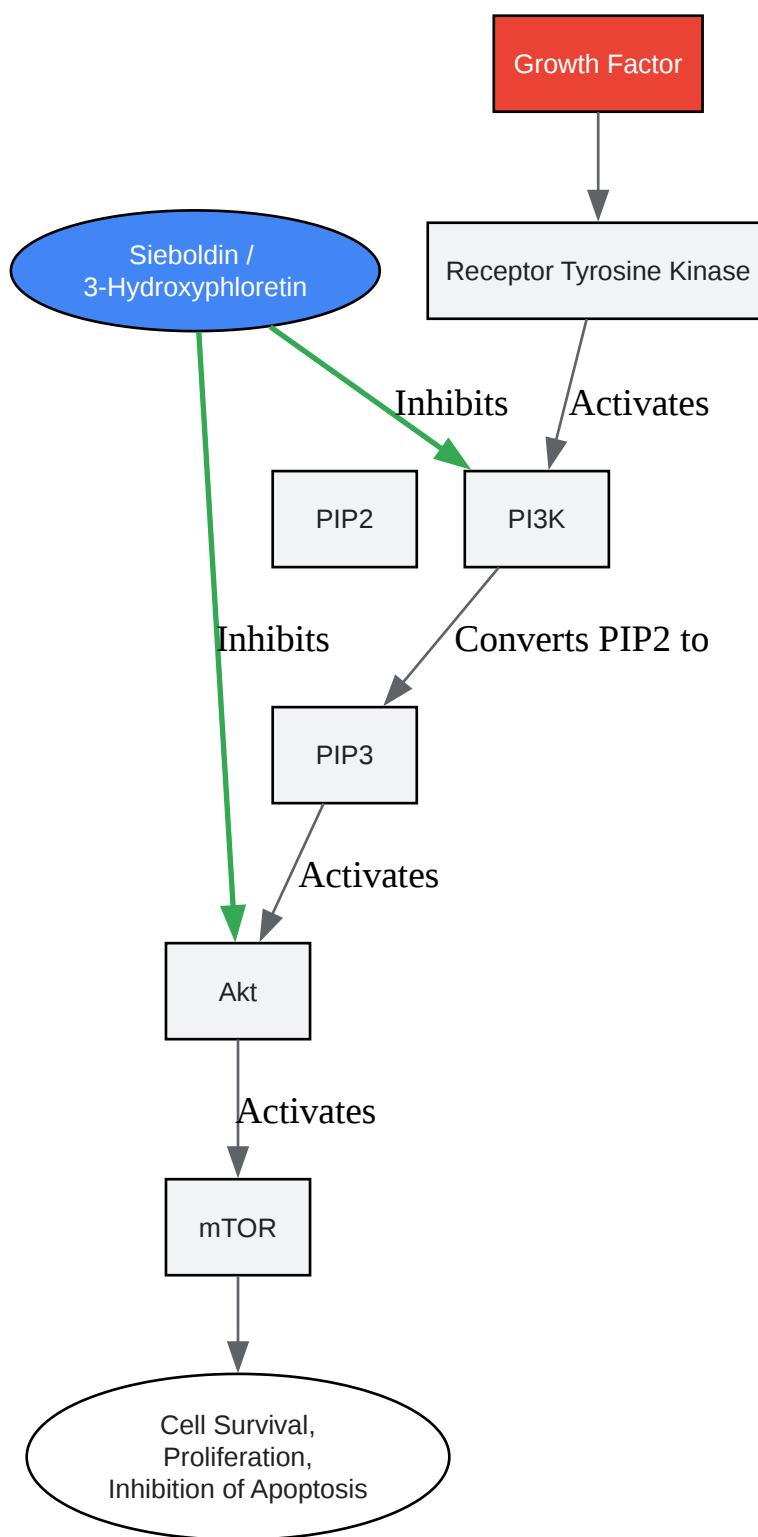 Growth Factor
Sieboldin /
3-Hydroxyphloretin
Receptor Tyrosine Kinase
Inhibits
Activates
PIP2
PI3K
Inhibits
Converts PIP2 to
PIP3
Activates
Akt
Activates
mTOR
Cell Survival,
Proliferation,
Inhibition of Apoptosis